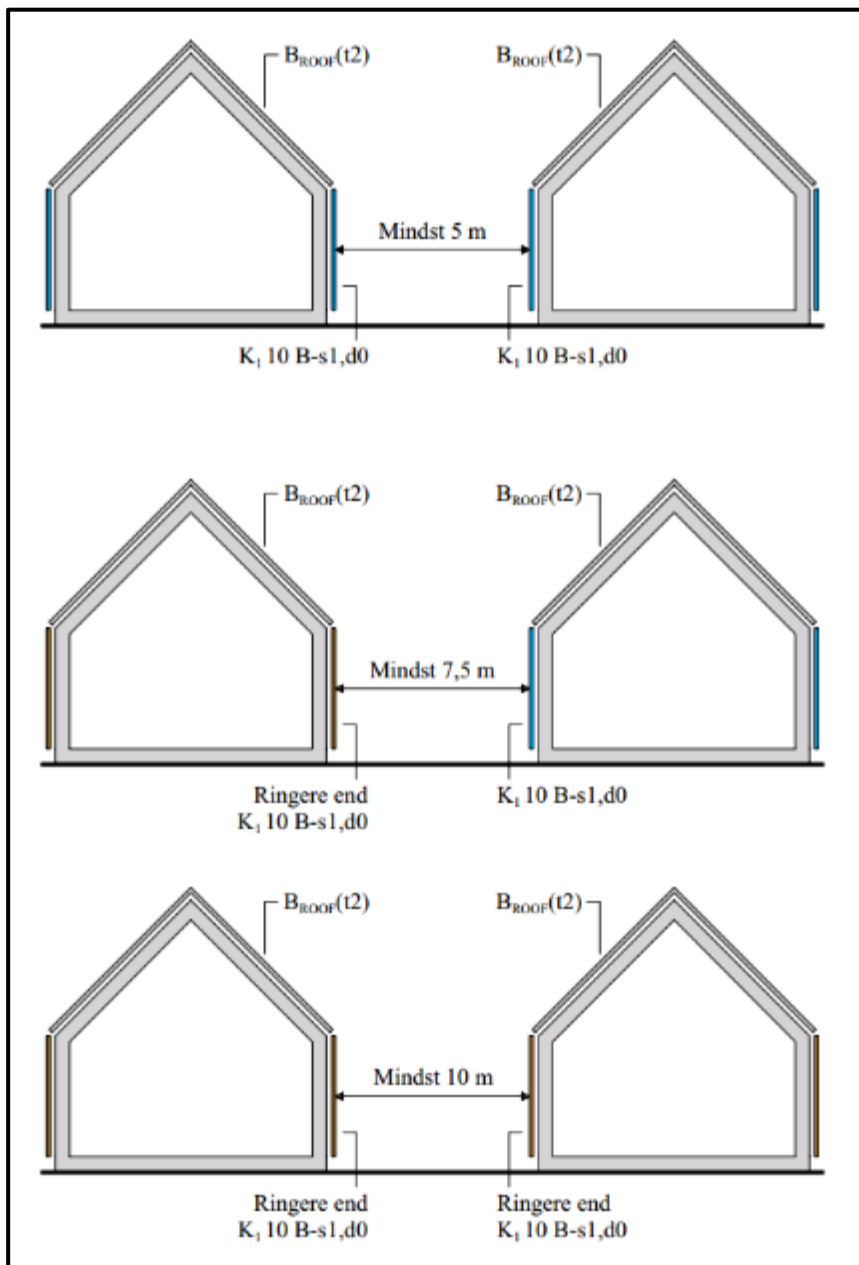 B_ROOF(t2) B_ROOF(t2)
Mindst 5 m
K₁ 10 B-s1,d0 K₁ 10 B-s1,d0
B_ROOF(t2) B_ROOF(t2)
Mindst 7,5 m
Ringere end
K₁ 10 B-s1,d0
K₁ 10 B-s1,d0
B_ROOF(t2) B_ROOF(t2)
Mindst 10 m
Ringere end
K₁ 10 B-s1,d0
Ringere end
K₁ 10 B-s1,d0